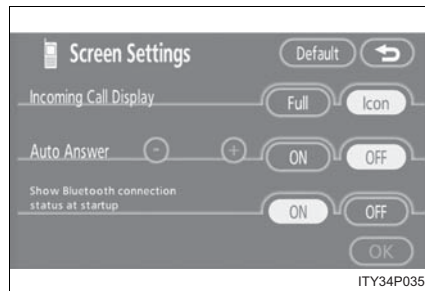 Screen Settings Default
Incoming Call Display Full Icon
Auto Answer - + ON OFF
Show Bluetooth connection
status at startup ON OFF
OK
ITY34P035